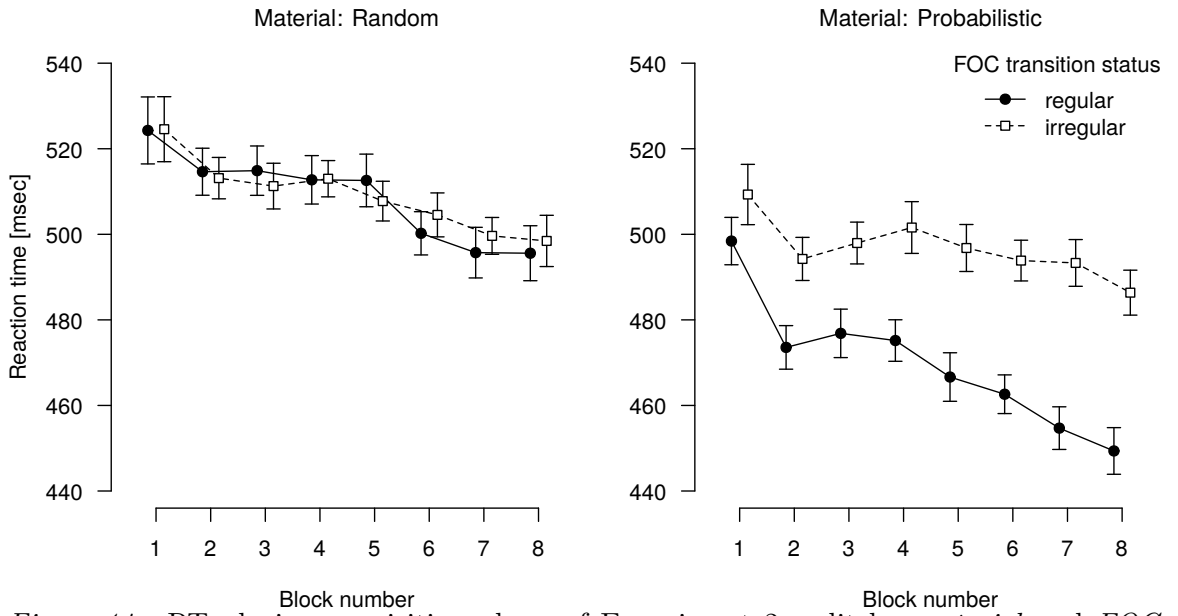 Material: Random
Material: Probabilistic
540
520
500
480
460
440
Reaction time [msec]
1 2 3 4 5 6 7 8
Block number
540
520
500
480
460
440
FOC transition status
regular
irregular
1 2 3 4 5 6 7 8
Block number